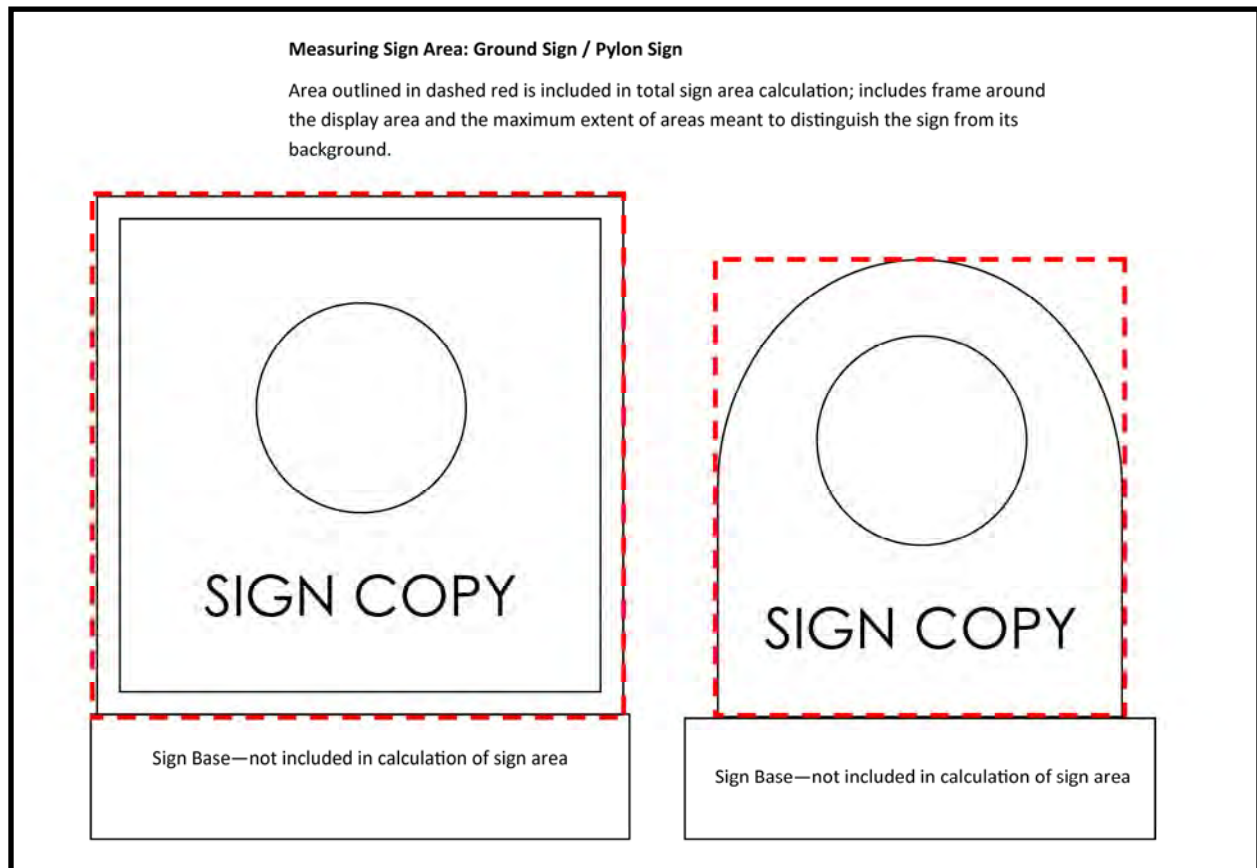 Measuring Sign Area: Ground Sign / Pylon Sign
Area outlined in dashed red is included in total sign area calculation; includes frame around
the display area and the maximum extent of areas meant to distinguish the sign from its
background.
SIGN COPY
Sign Base—not included in calculation of sign area
SIGN COPY
Sign Base—not included in calculation of sign area